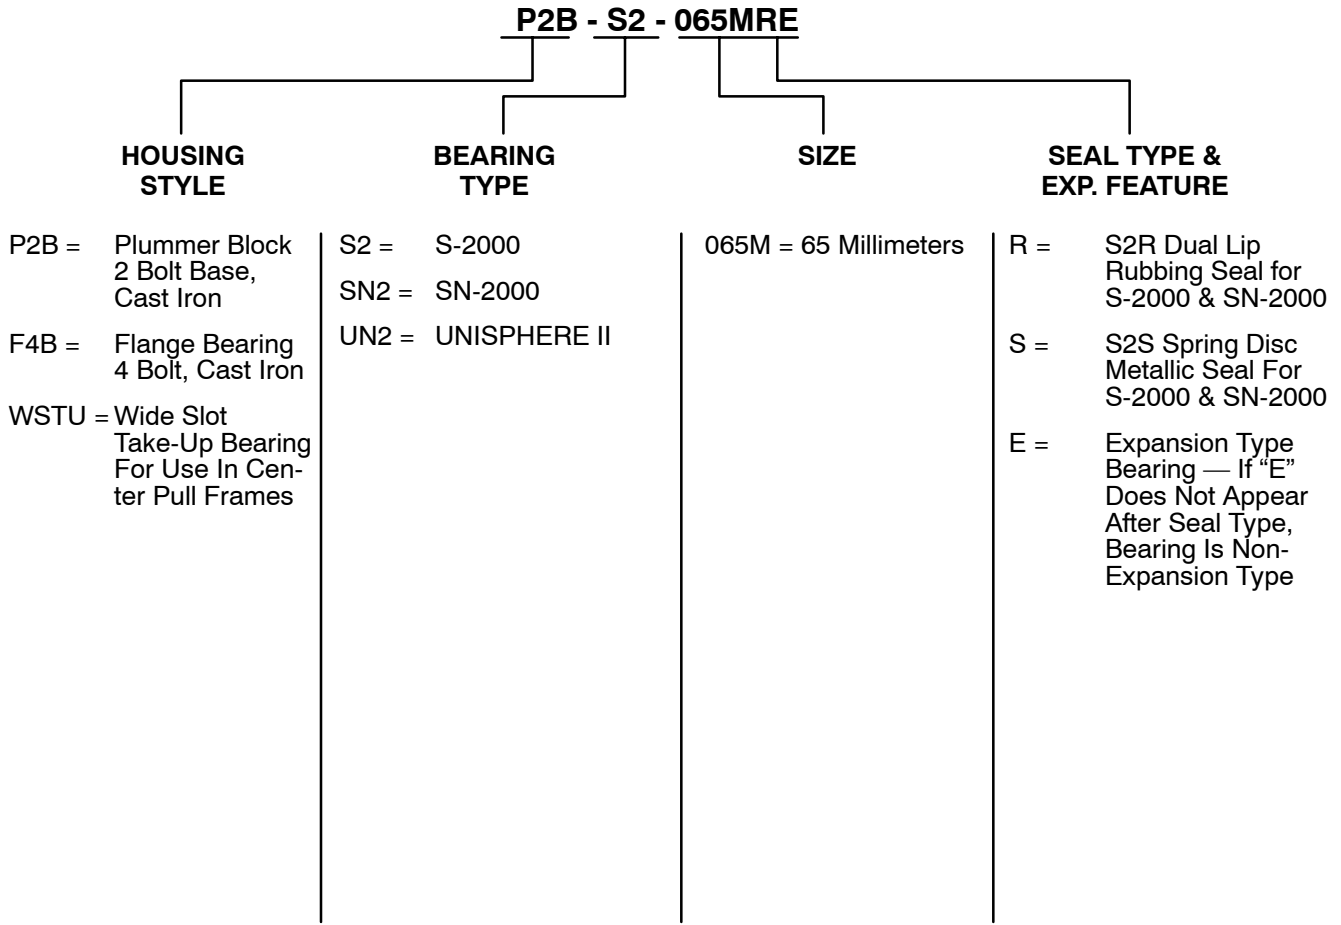 P2B - S2 - 065MRE
HOUSING
STYLE
P2B = Plummer Block
2 Bolt Base,
Cast Iron
F4B = Flange Bearing
4 Bolt, Cast Iron
WSTU = Wide Slot
Take-Up Bearing
For Use In Cen-
ter Pull Frames
BEARING
TYPE
S2 = S-2000
SN2 = SN-2000
UN2 = UNISPHERE II
SIZE
065M = 65 Millimeters
SEAL TYPE &
EXP. FEATURE
R = S2R Dual Lip
Rubbing Seal for
S-2000 & SN-2000
S = S2S Spring Disc
Metallic Seal For
S-2000 & SN-2000
E = Expansion Type
Bearing — If “E”
Does Not Appear
After Seal Type,
Bearing Is Non-
Expansion Type